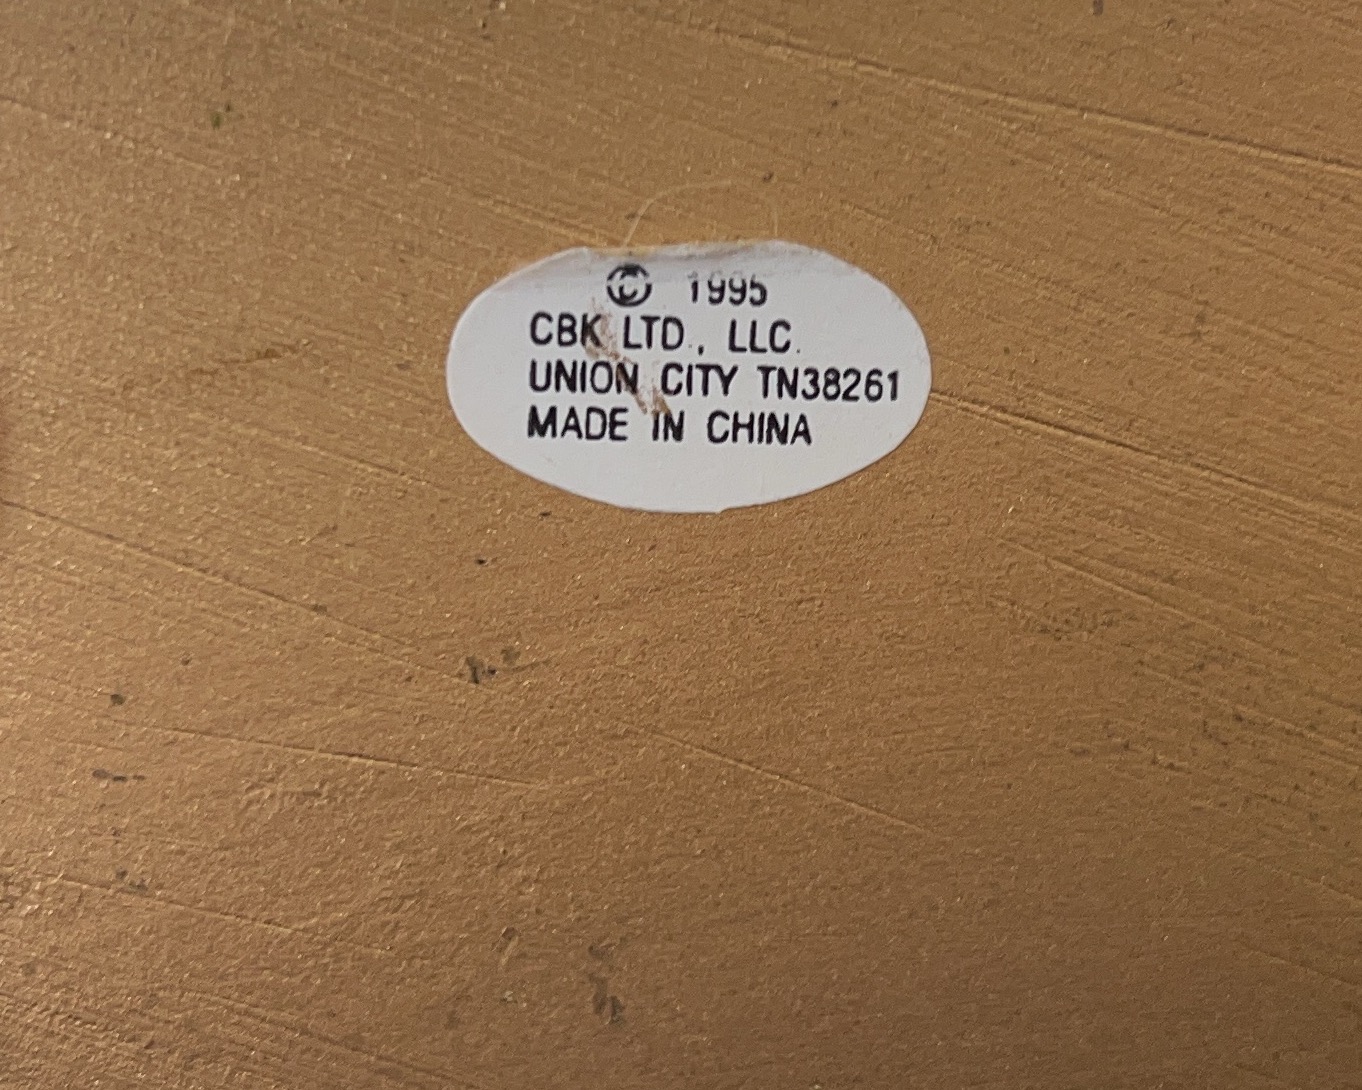 © 1995
CBK LTD., LLC.
UNION CITY TN38261
MADE IN CHINA